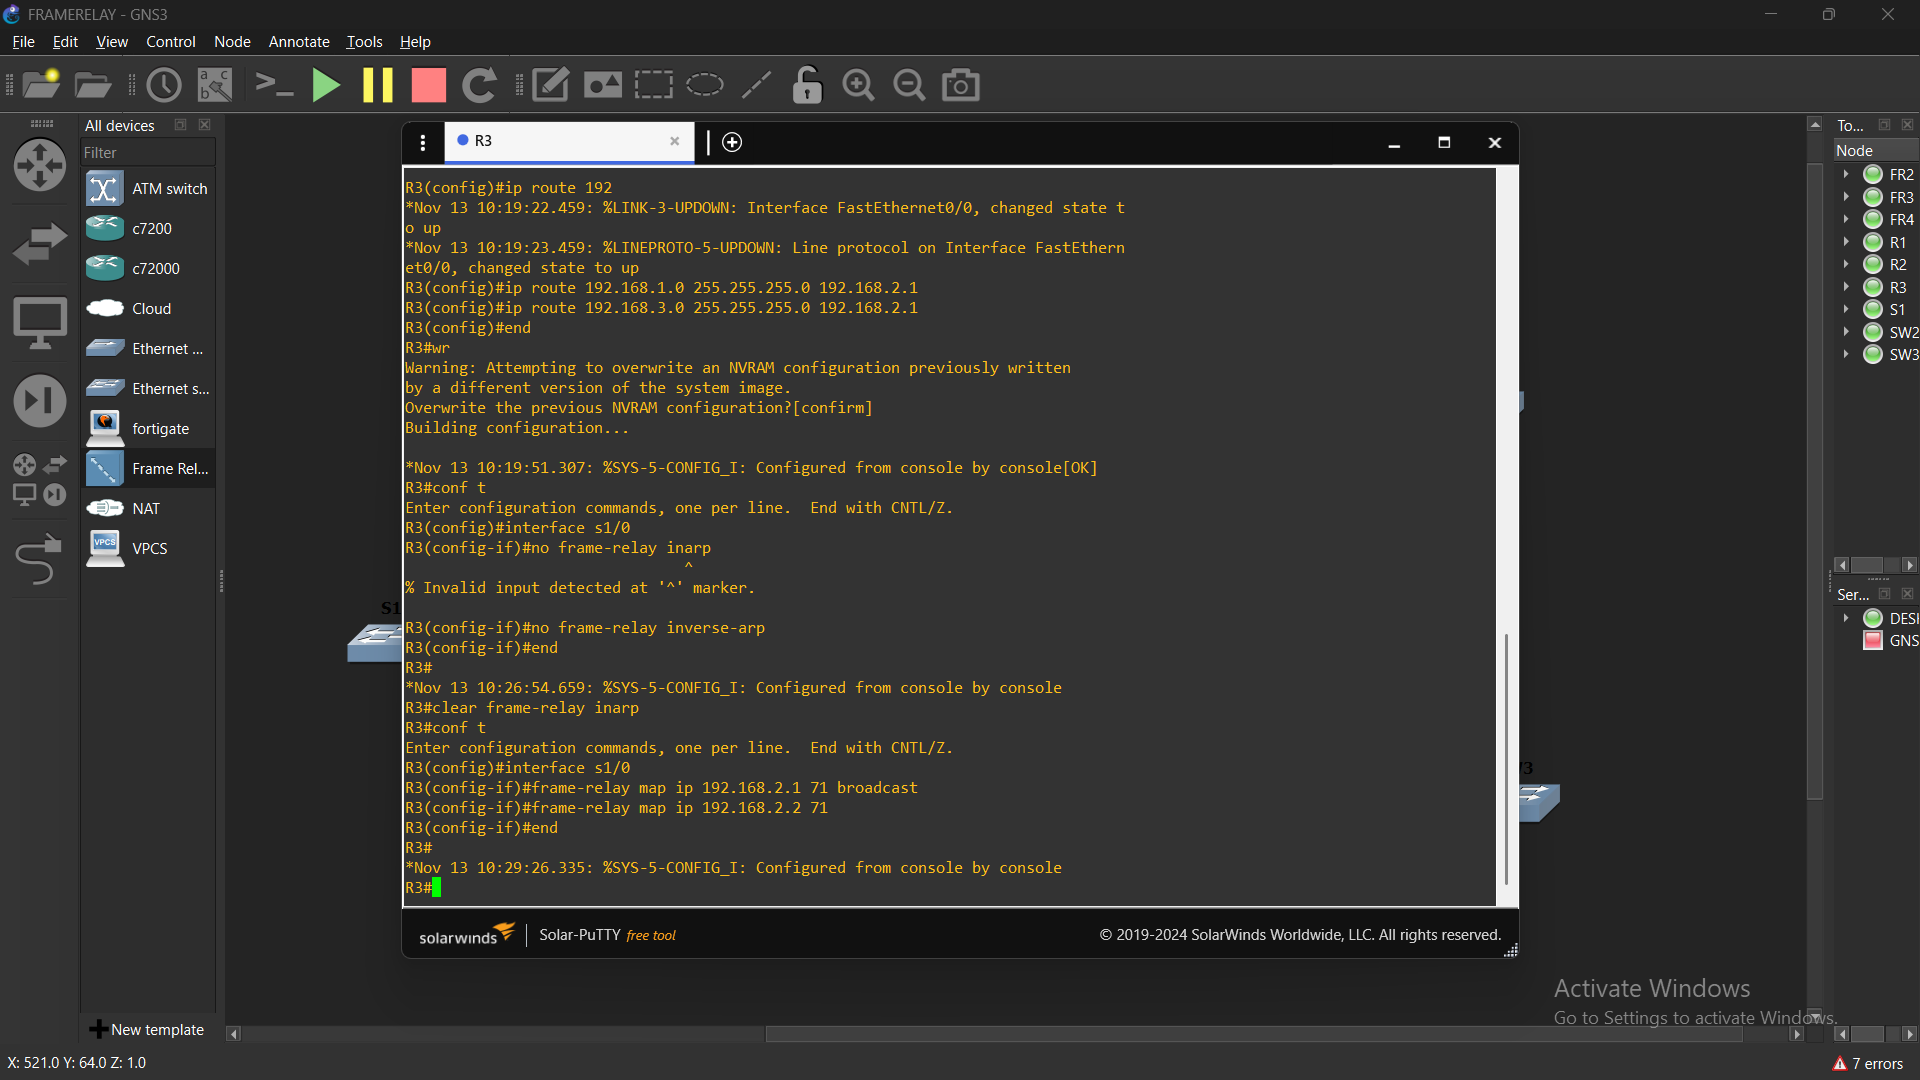 FRAMERELAY - GNS3
File Edit View Control Node Annotate Tools Help
All devices
Filter
ATM switch
c7200
c72000
Cloud
Ethernet ...
Ethernet s...
fortigate
Frame Rel...
NAT
VPCS
New template
S1
R3
R3(config)#ip route 192
*Nov 13 10:19:22.459: %LINK-3-UPDOWN: Interface FastEthernet0/0, changed state t
o up
*Nov 13 10:19:23.459: %LINEPROTO-5-UPDOWN: Line protocol on Interface FastEthern
et0/0, changed state to up
R3(config)#ip route 192.168.1.0 255.255.255.0 192.168.2.1
R3(config)#ip route 192.168.3.0 255.255.255.0 192.168.2.1
R3(config)#end
R3#wr
Warning: Attempting to overwrite an NVRAM configuration previously written
by a different version of the system image.
Overwrite the previous NVRAM configuration?[confirm]
Building configuration...
*Nov 13 10:19:51.307: %SYS-5-CONFIG_I: Configured from console by console[OK]
R3#conf t
Enter configuration commands, one per line.  End with CNTL/Z.
R3(config)#interface s1/0
R3(config-if)#no frame-relay inarp
^
% Invalid input detected at '^' marker.
R3(config-if)#no frame-relay inverse-arp
R3(config-if)#end
R3#
*Nov 13 10:26:54.659: %SYS-5-CONFIG_I: Configured from console by console
R3#clear frame-relay inarp
R3#conf t
Enter configuration commands, one per line.  End with CNTL/Z.
R3(config)#interface s1/0
R3(config-if)#frame-relay map ip 192.168.2.1 71 broadcast
R3(config-if)#frame-relay map ip 192.168.2.2 71
R3(config-if)#end
R3#
*Nov 13 10:29:26.335: %SYS-5-CONFIG_I: Configured from console by console
R3#
solarwinds Solar-PuTTY free tool
© 2019-2024 SolarWinds Worldwide, LLC. All rights reserved.
To...
Node
FR2
FR3
FR4
R1
R2
R3
S1
SW2
SW3
Ser...
DESI
GNS
Activate Windows
Go to Settings to activate Windows.
X: 521.0 Y: 64.0 Z: 1.0
7 errors